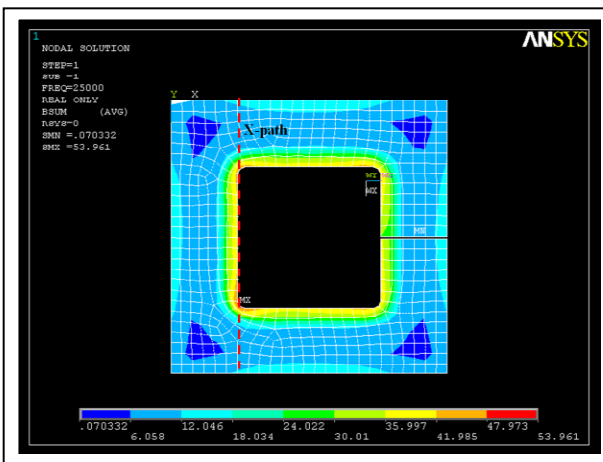 1
ANSYS
NODAL SOLUTION
STEP=1
SUB =1
FREQ=25000
REAL ONLY
BSUM (AVG)
RSYS=0
SMN =.070332
SMX =53.961
Y X
X-path
WY
WX
MN
MX
.070332 12.046 24.022 35.997 47.973
6.058 18.034 30.01 41.985 53.961